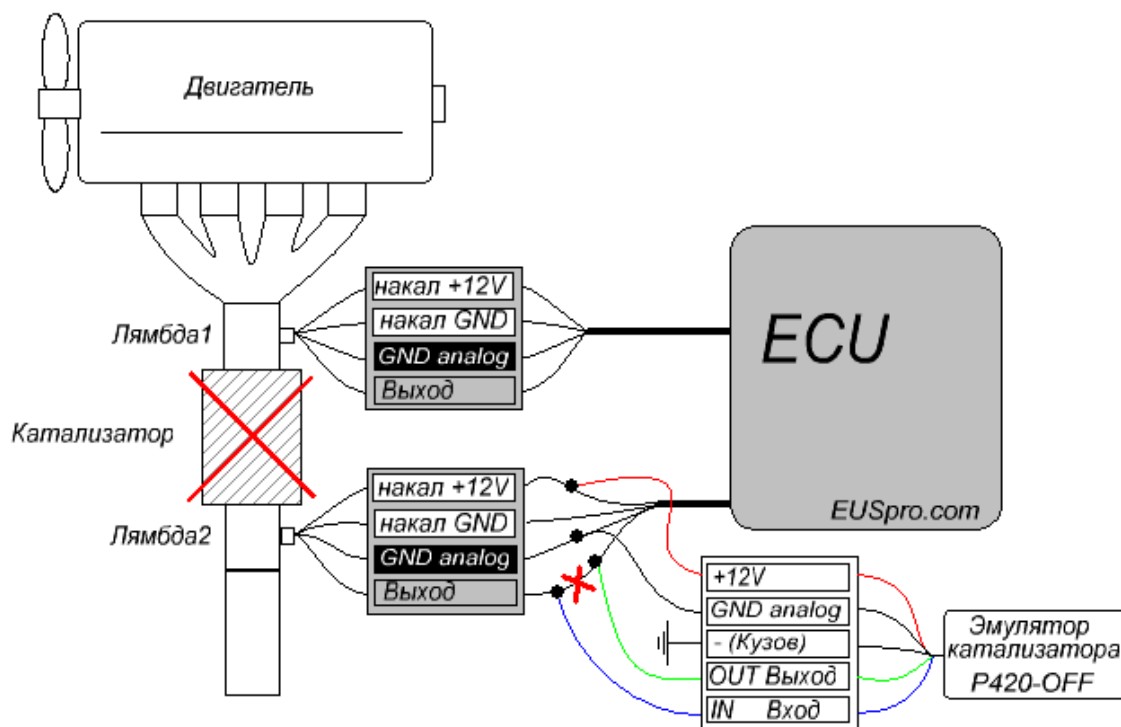 Двигатель
накал +12V
накал GND
GND analog
Выход
Лямбда1
Катализатор
ECU
EUSpro.com
Лямбда2
накал +12V
накал GND
GND analog
Выход
+12V
GND analog
- (Кузов)
OUT Выход
IN Вход
Эмулятор
катализатора
P420-OFF